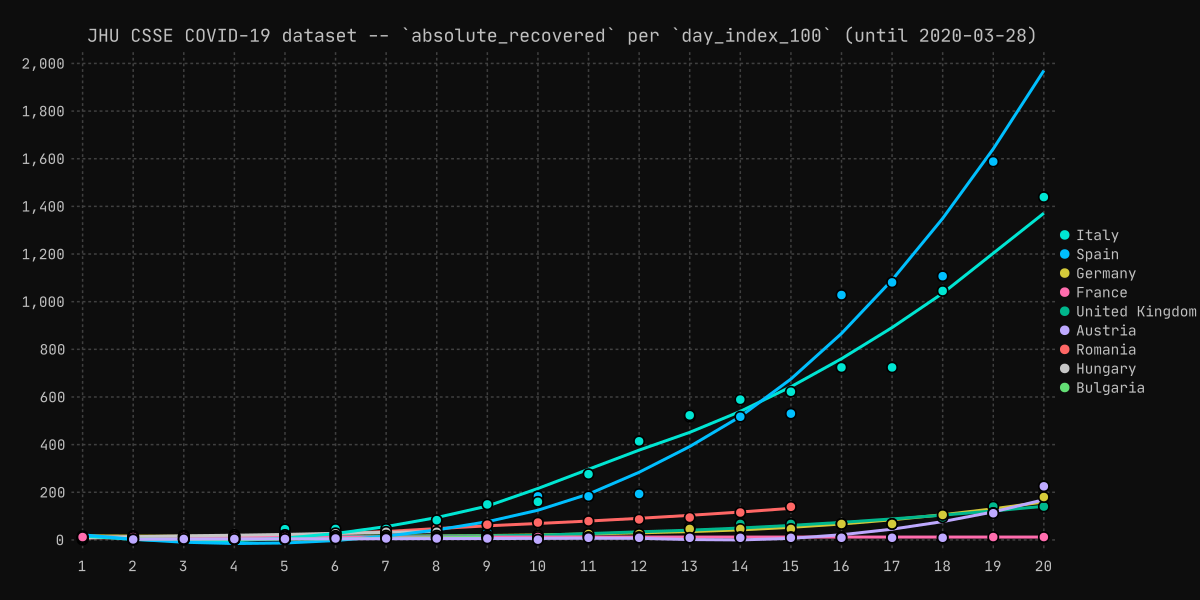 JHU CSSE COVID-19 dataset -- `absolute_recovered` per `day_index_100` (until 2020-03-28)
2,000
1,800
1,600
1,400
1,200
1,000
800
600
400
200
0
1 2 3 4 5 6 7 8 9 10 11 12 13 14 15 16 17 18 19 20
Italy
Spain
Germany
France
United Kingdom
Austria
Romania
Hungary
Bulgaria